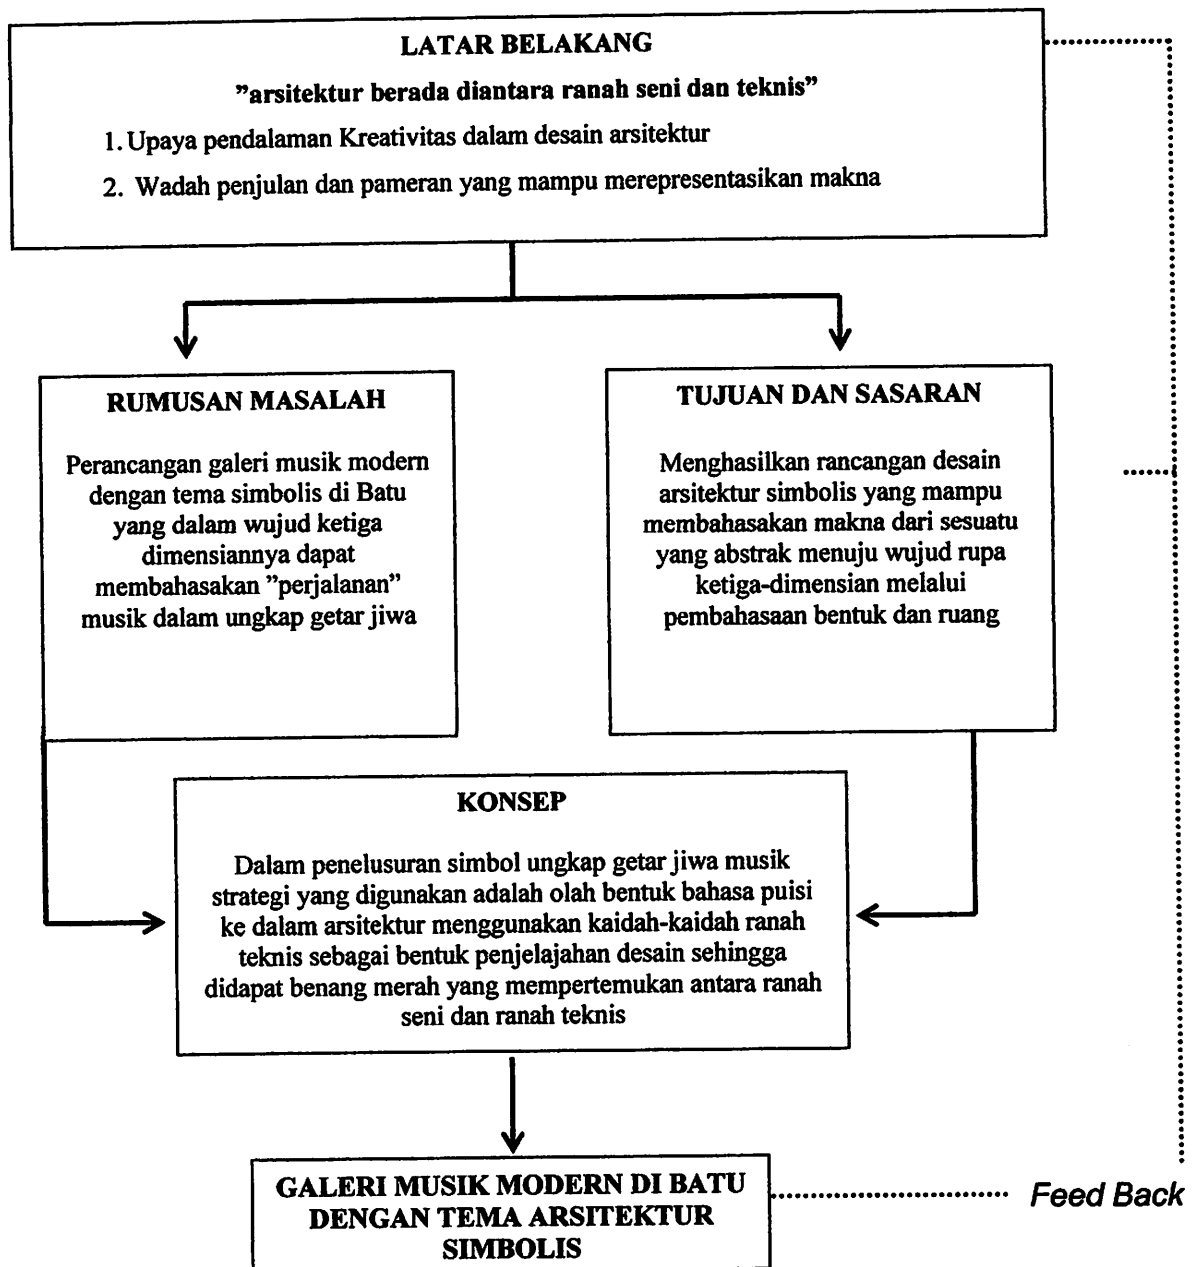 LATAR BELAKANG
”arsitektur berada diantara ranah seni dan teknis”
1. Upaya pendalaman Kreativitas dalam desain arsitektur
2. Wadah penjulan dan pameran yang mampu merepresentasikan makna
RUMUSAN MASALAH
Perancangan galeri musik modern
dengan tema simbolis di Batu
yang dalam wujud ketiga
dimensiannya dapat
membahasakan ”perjalanan”
musik dalam ungkap getar jiwa
TUJUAN DAN SASARAN
Menghasilkan rancangan desain
arsitektur simbolis yang mampu
membahasakan makna dari sesuatu
yang abstrak menuju wujud rupa
ketiga-dimensian melalui
pembahasaan bentuk dan ruang
KONSEP
Dalam penelusuran simbol ungkap getar jiwa musik
strategi yang digunakan adalah olah bentuk bahasa puisi
ke dalam arsitektur menggunakan kaidah-kaidah ranah
teknis sebagai bentuk penjelajahan desain sehingga
didapat benang merah yang mempertemukan antara ranah
seni dan ranah teknis
GALERI MUSIK MODERN DI BATU
DENGAN TEMA ARSITEKTUR
SIMBOLIS
Feed Back